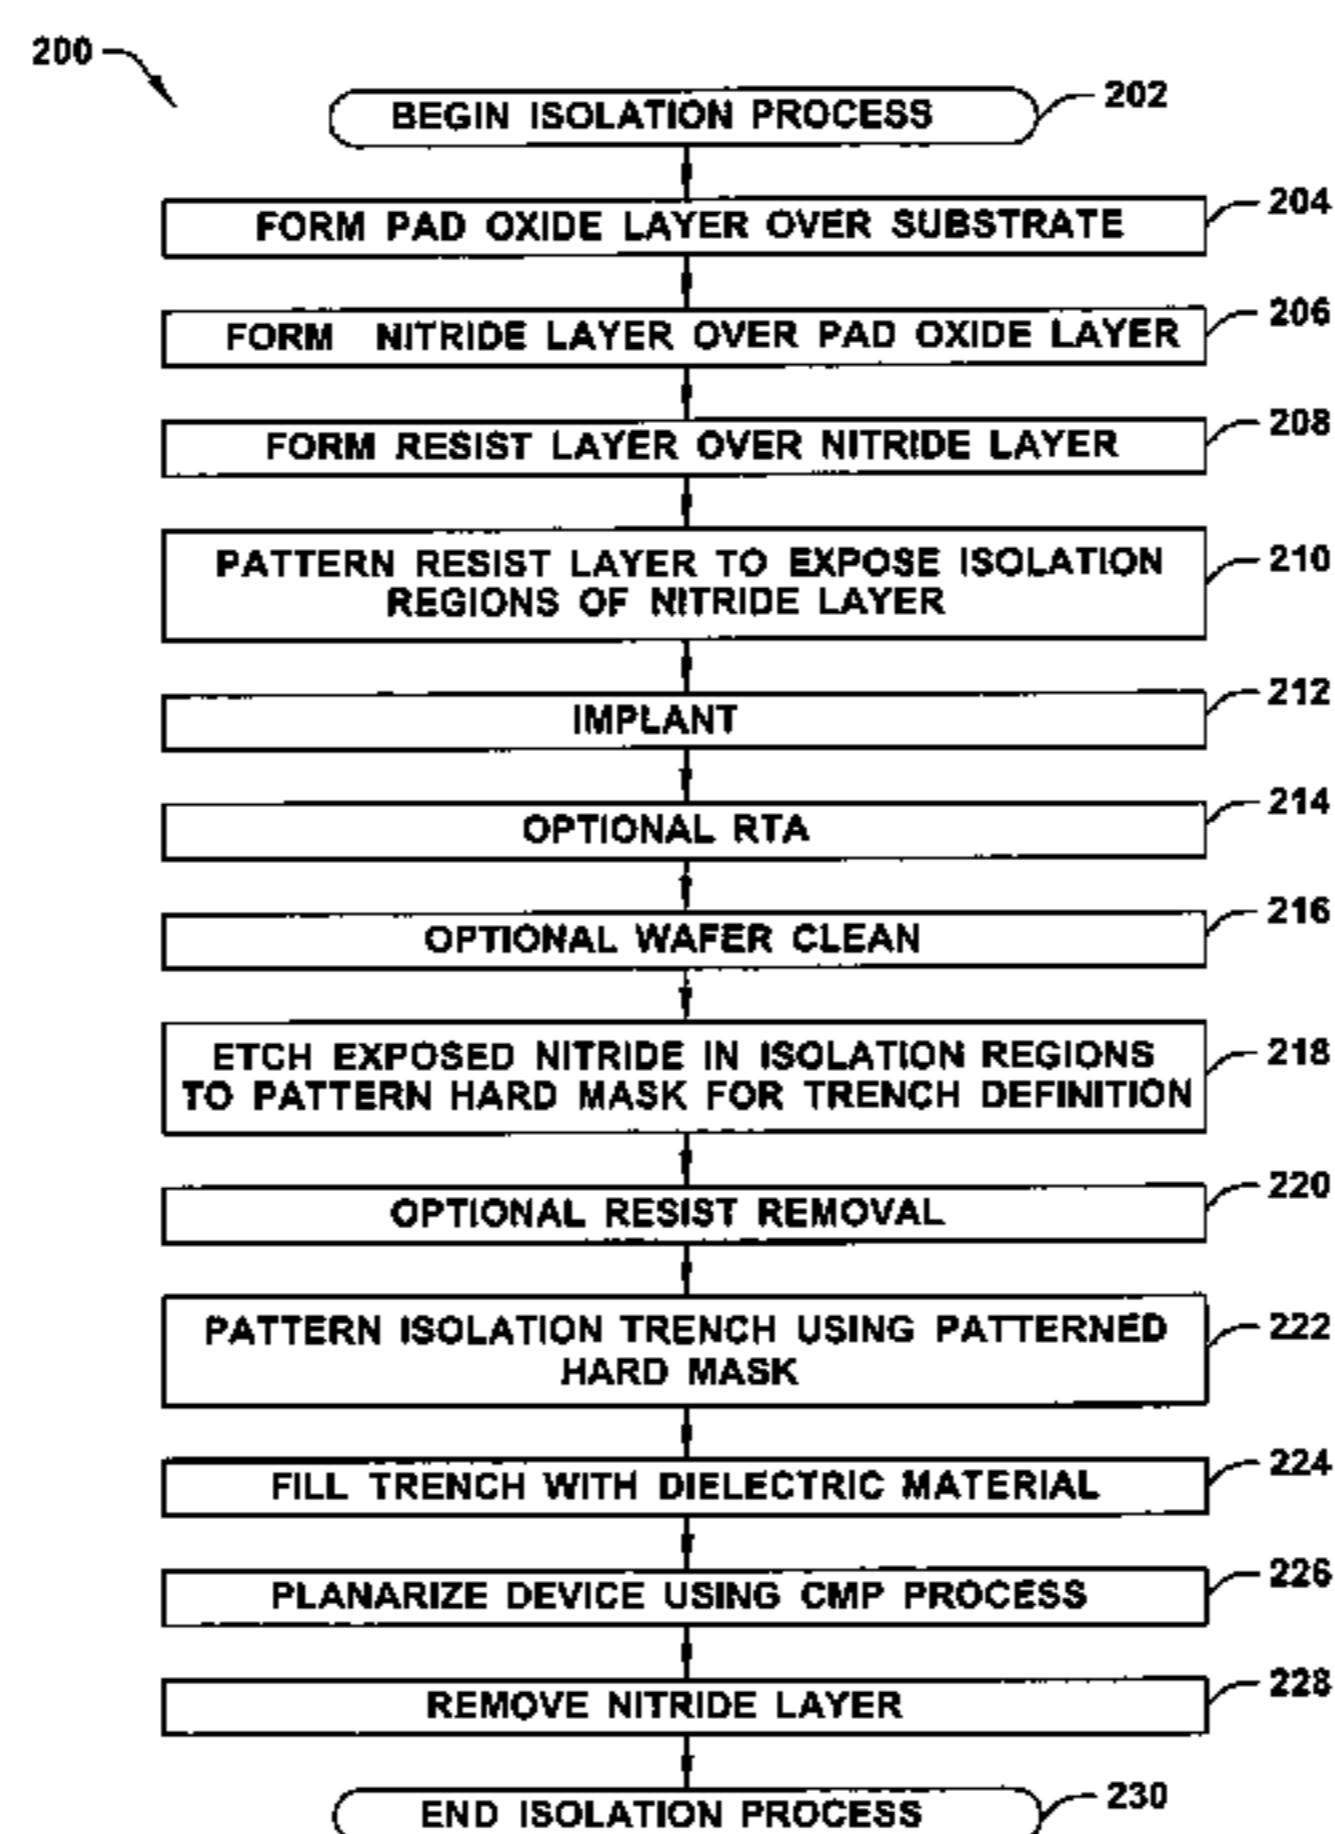 200
BEGIN ISOLATION PROCESS 202
FORM PAD OXIDE LAYER OVER SUBSTRATE 204
FORM NITRIDE LAYER OVER PAD OXIDE LAYER 206
FORM RESIST LAYER OVER NITRIDE LAYER 208
PATTERN RESIST LAYER TO EXPOSE ISOLATION 210
REGIONS OF NITRIDE LAYER
IMPLANT 212
OPTIONAL RTA 214
OPTIONAL WAFER CLEAN 216
ETCH EXPOSED NITRIDE IN ISOLATION REGIONS 218
TO PATTERN HARD MASK FOR TRENCH DEFINITION
OPTIONAL RESIST REMOVAL 220
PATTERN ISOLATION TRENCH USING PATTERNED 222
HARD MASK
FILL TRENCH WITH DIELECTRIC MATERIAL 224
PLANARIZE DEVICE USING CMP PROCESS 226
REMOVE NITRIDE LAYER 228
END ISOLATION PROCESS 230